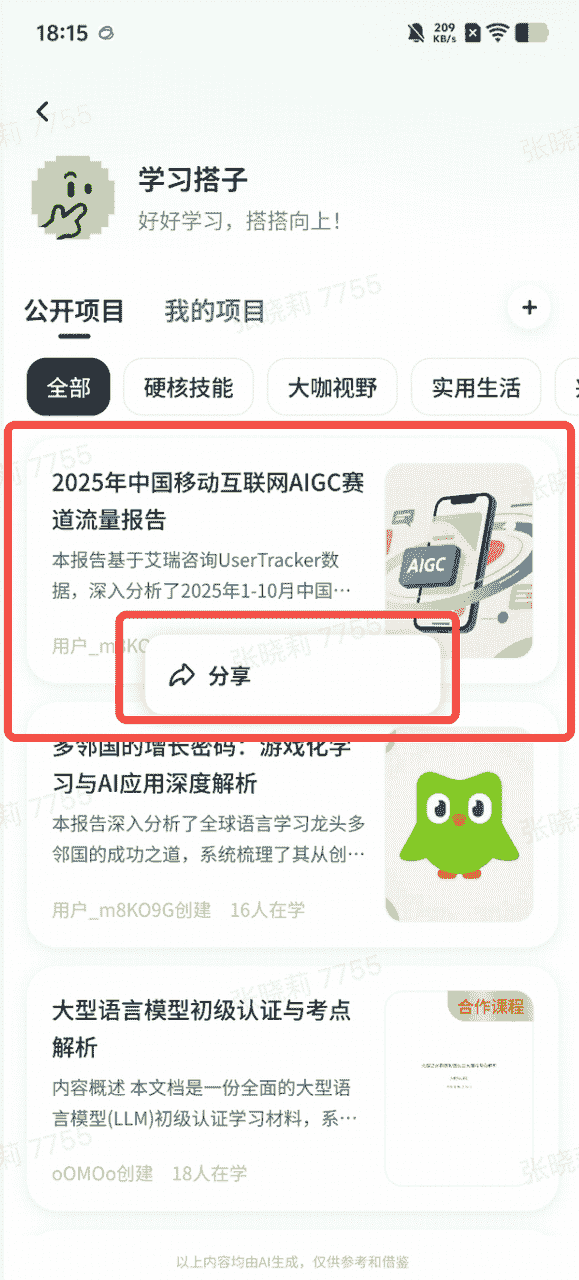 18:15
209
KB/s
学习搭子
好好学习，搭搭向上！
公开项目 我的项目
全部 硬核技能 大咖视野 实用生活
2025年中国移动互联网AIGC赛
道流量报告
本报告基于艾瑞咨询UserTracker数
据，深入分析了2025年1-10月中国…
AIGC
用户_m8KO
分享
多邻国的增长密码：游戏化学
习与AI应用深度解析
本报告深入分析了全球语言学习龙头多
邻国的成功之道，系统梳理了其从创…
用户_m8KO9G创建 16人在学
大型语言模型初级认证与考点
解析
合作课程
内容概述 本文档是一份全面的大型语
言模型(LLM)初级认证学习材料，系…
oOMOo创建 18人在学
以上内容均由AI生成，仅供参考和借鉴
张晓莉 7755